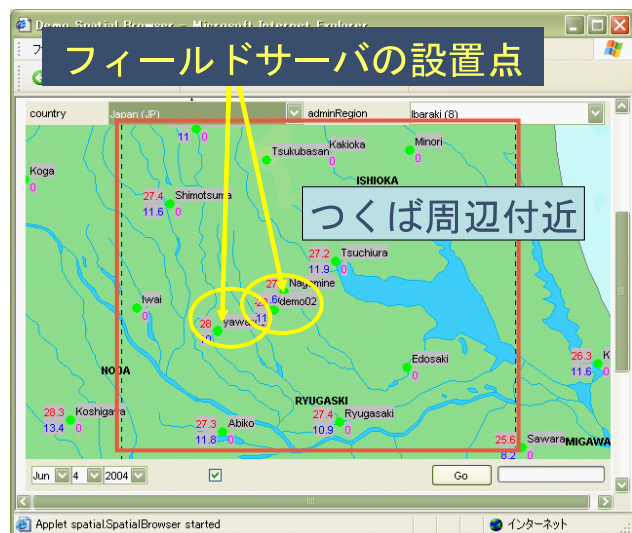 Demo Spatial Browser - Microsoft Internet Explorer
フィールドサーバの設置点
country Japan (JP) adminRegion Ibaraki (8)
11 0
Tsukubasan
Kakioka
Minori
0
Koga
0
ISHIOKA
27.4 Shimotsuma
11.6 0
つくば周辺付近
27.2 Tsuchiura
11.9 0
Nagamine
demo02
Iwai
0
28 yawa
Edosaki
0
26.3 K
11.6 0
NODA
RYUGASKI
28.3 Koshigaya
13.4 0
27.3 Abiko
11.8 0
27.4 Ryugasaki
10.9 0
25.6 Sawara
8.2 0
MIGAWA
Jun 4 2004 Go
Applet spatial.SpatialBrowser started インターネット